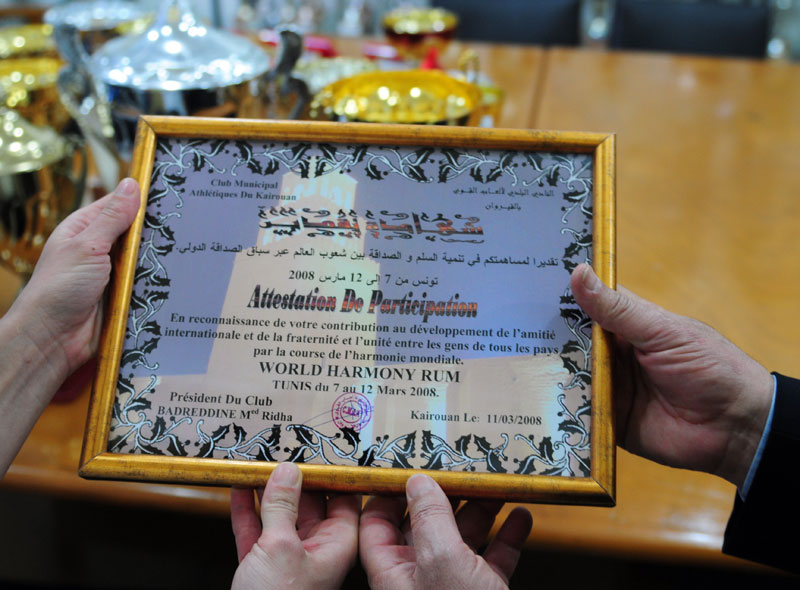 Club Municipal
Athlétiques Du Kairouan
النادي البلدي لألعاب القوى
بالقيروان
شهادة تقدير
تقديرا لمساهمتكم في تنمية السلم و الصداقة بين شعوب العالم عبر سباق الصداقة الدولي.
تونس من 7 إلى 12 مارس 2008
Attestation De Participation
En reconnaissance de votre contribution au développement de l'amitié
internationale et de la fraternité et l'unité entre les gens de tous les pays
par la course de l'harmonie mondiale.
WORLD HARMONY RUM
TUNIS du 7 au 12 Mars 2008.
Président Du Club
BADREDDINE Med Ridha
Kairouan Le: 11/03/2008